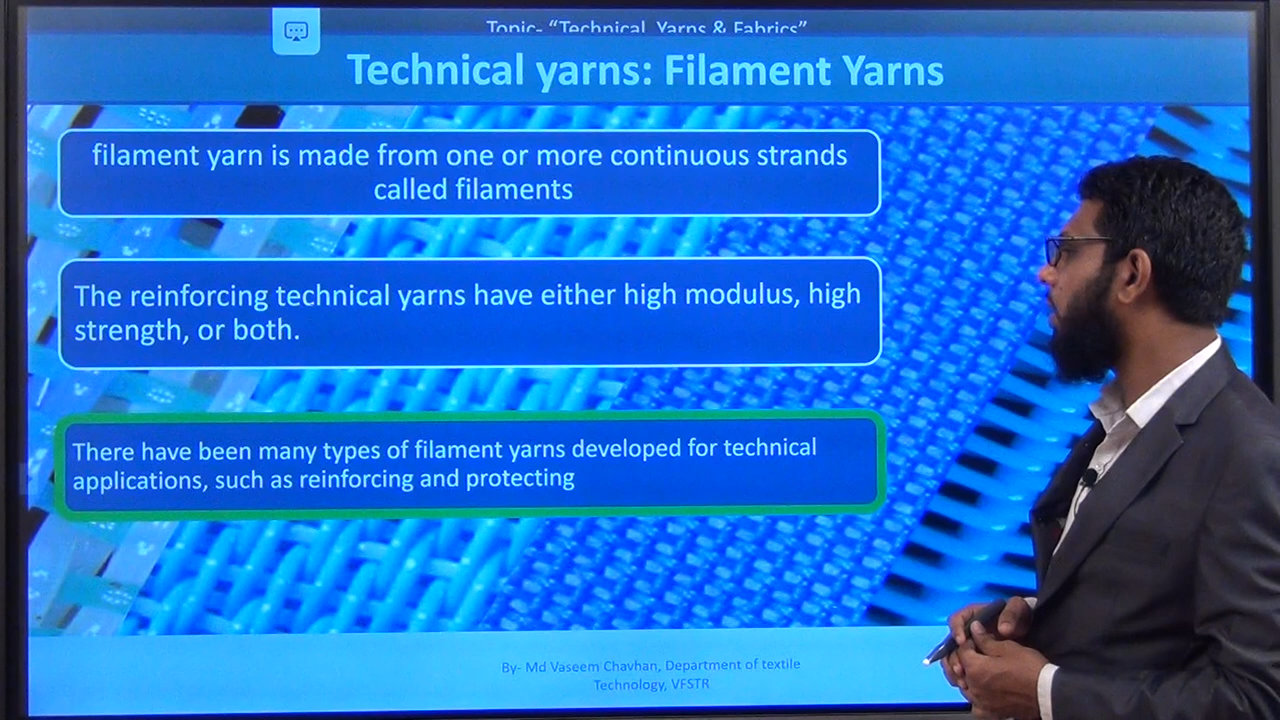 Topic- “Technical Yarns & Fabrics”
Technical yarns: Filament Yarns
filament yarn is made from one or more continuous strands
called filaments
The reinforcing technical yarns have either high modulus, high
strength, or both.
There have been many types of filament yarns developed for technical
applications, such as reinforcing and protecting
By- Md Vaseem Chavhan, Department of textile
Technology, VFSTR